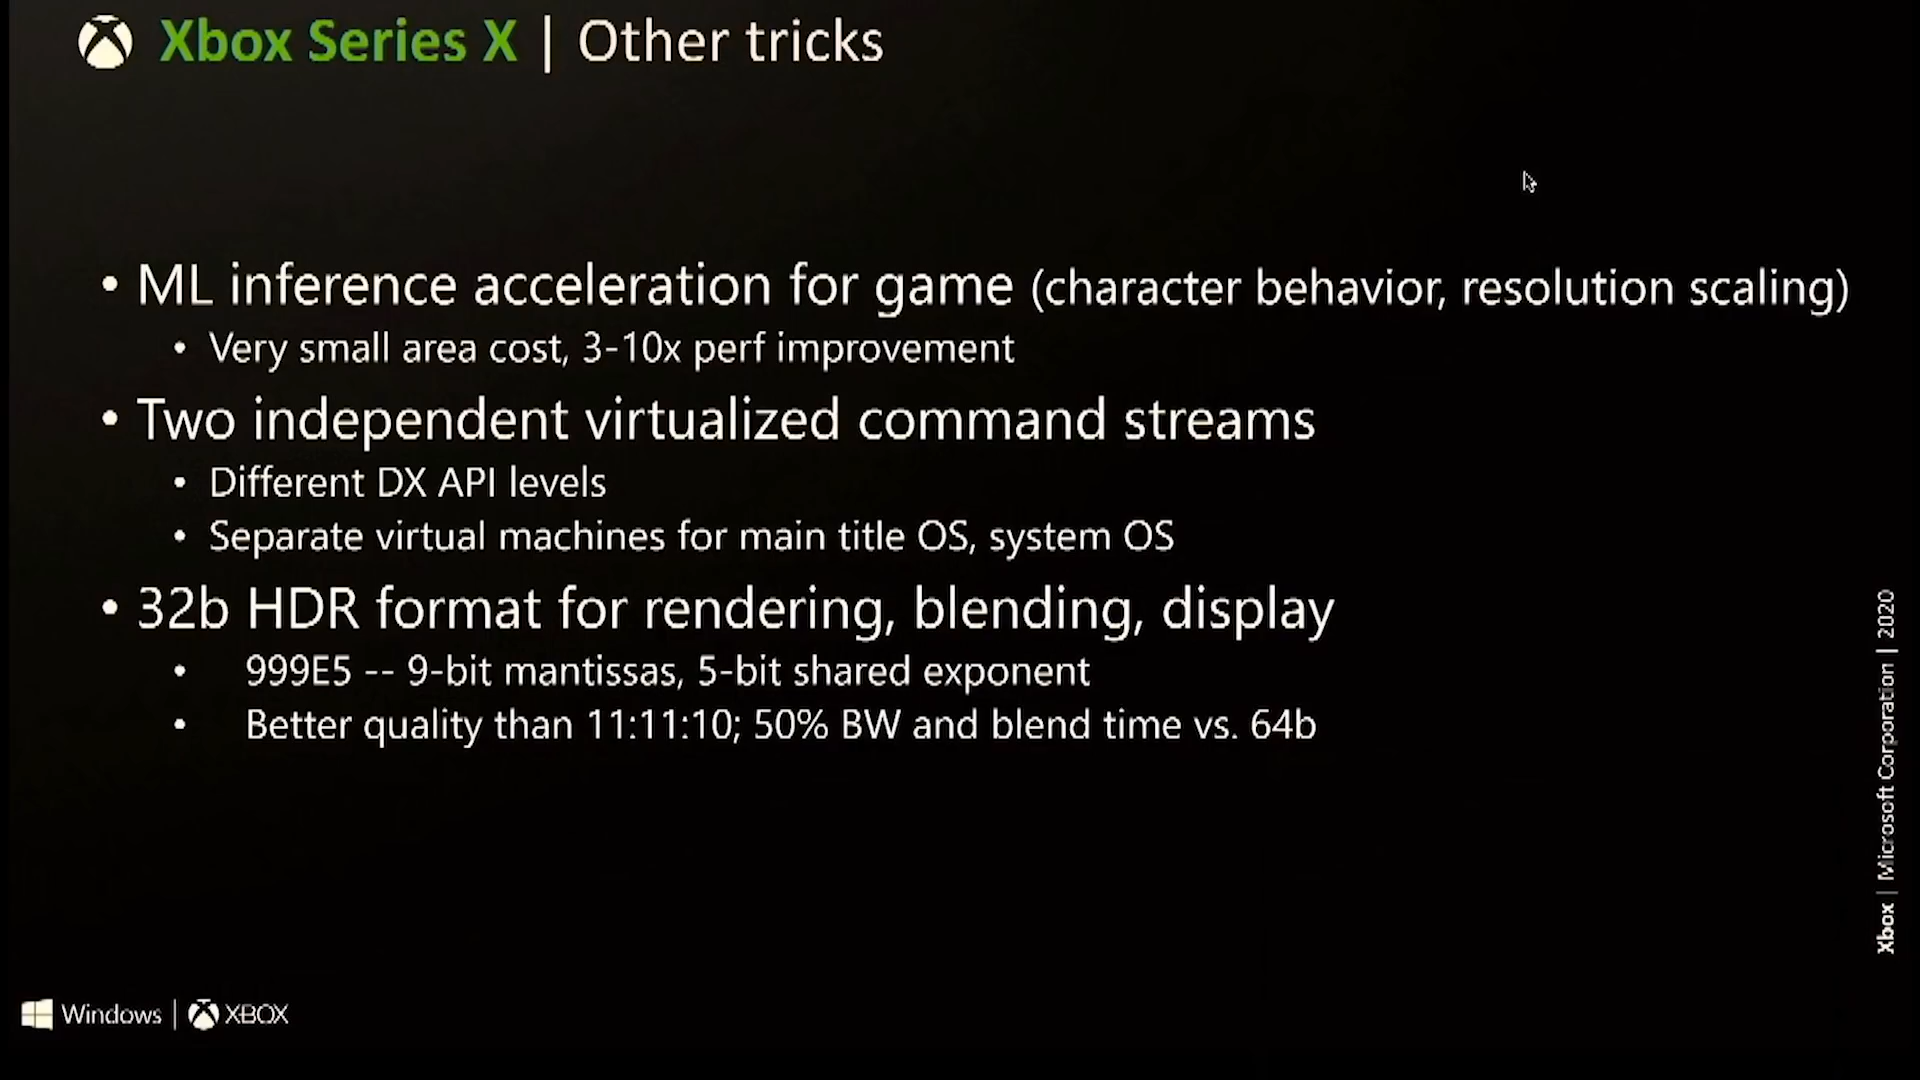 Xbox Series X | Other tricks
• ML inference acceleration for game (character behavior, resolution scaling)
• Very small area cost, 3-10x perf improvement
• Two independent virtualized command streams
• Different DX API levels
• Separate virtual machines for main title OS, system OS
• 32b HDR format for rendering, blending, display
• 999E5 -- 9-bit mantissas, 5-bit shared exponent
• Better quality than 11:11:10; 50% BW and blend time vs. 64b
Xbox | Microsoft Corporation | 2020
Windows | XBOX